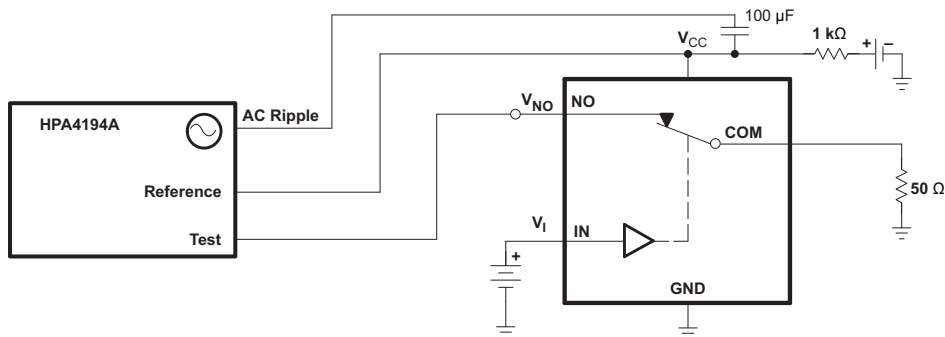 100 µF
1 kΩ
+ –
VCC
HPA4194A
AC Ripple
VNO
NO
COM
Reference
50 Ω
Test
VI
IN
+
GND